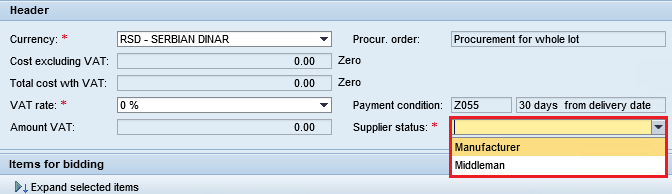 Header
Currency: * RSD - SERBIAN DINAR Procur. order: Procurement for whole lot
Cost excluding VAT: 0.00 Zero
Total cost wth VAT: 0.00 Zero
VAT rate: * 0 % Payment condition: Z055 30 days from delivery date
Amount VAT: 0.00 Supplier status: *
Manufacturer
Middleman
Items for bidding
Expand selected items